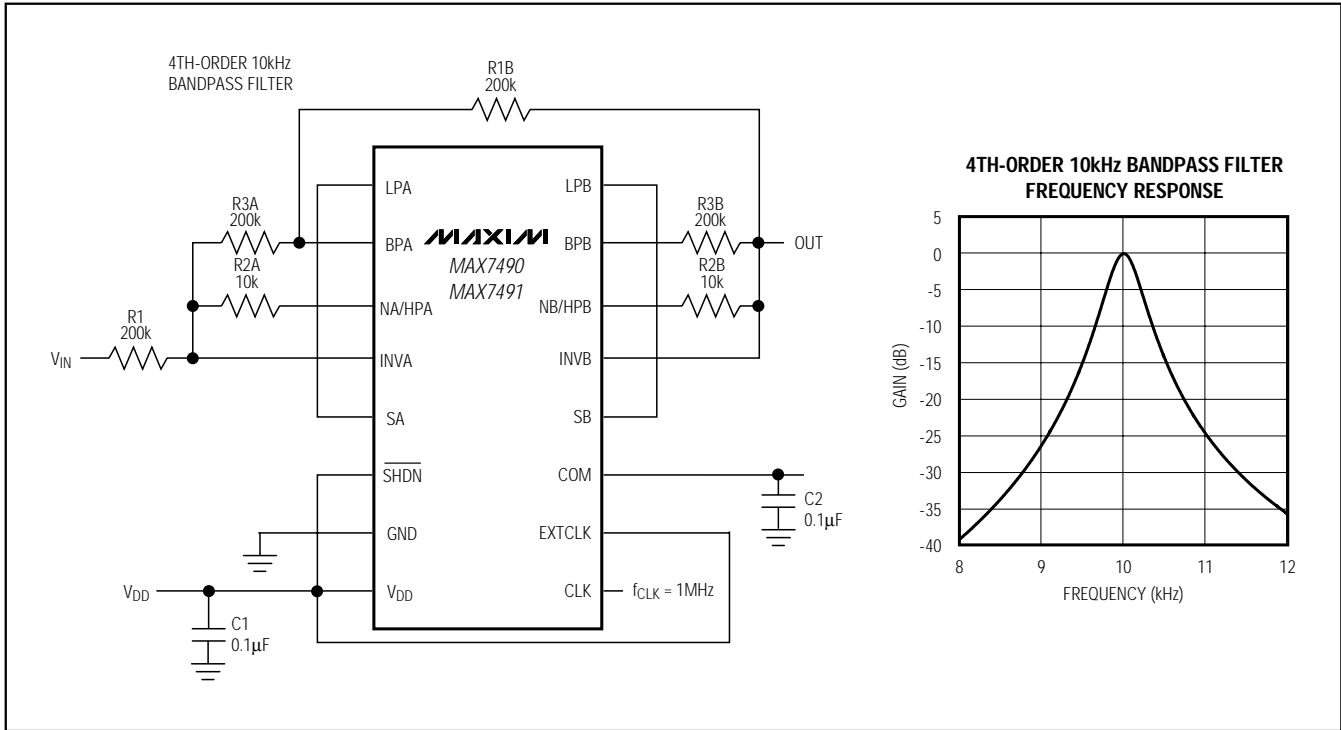 4TH-ORDER 10kHz
BANDPASS FILTER
R1B
200k
LPA
LPB
R3A
200k
BPA
MAXIM
MAX7490
MAX7491
BPB
R3B
200k
OUT
R2A
10k
NA/HPA
NB/HPB
R2B
10k
R1
200k
VIN
INVA
INVB
SA
SB
SHDN
COM
C2
0.1μF
GND
EXTCLK
VDD
VDD
CLK
fCLK = 1MHz
C1
0.1μF
4TH-ORDER 10kHz BANDPASS FILTER
FREQUENCY RESPONSE
GAIN (dB)
5
0
-5
-10
-15
-20
-25
-30
-35
-40
8 9 10 11 12
FREQUENCY (kHz)